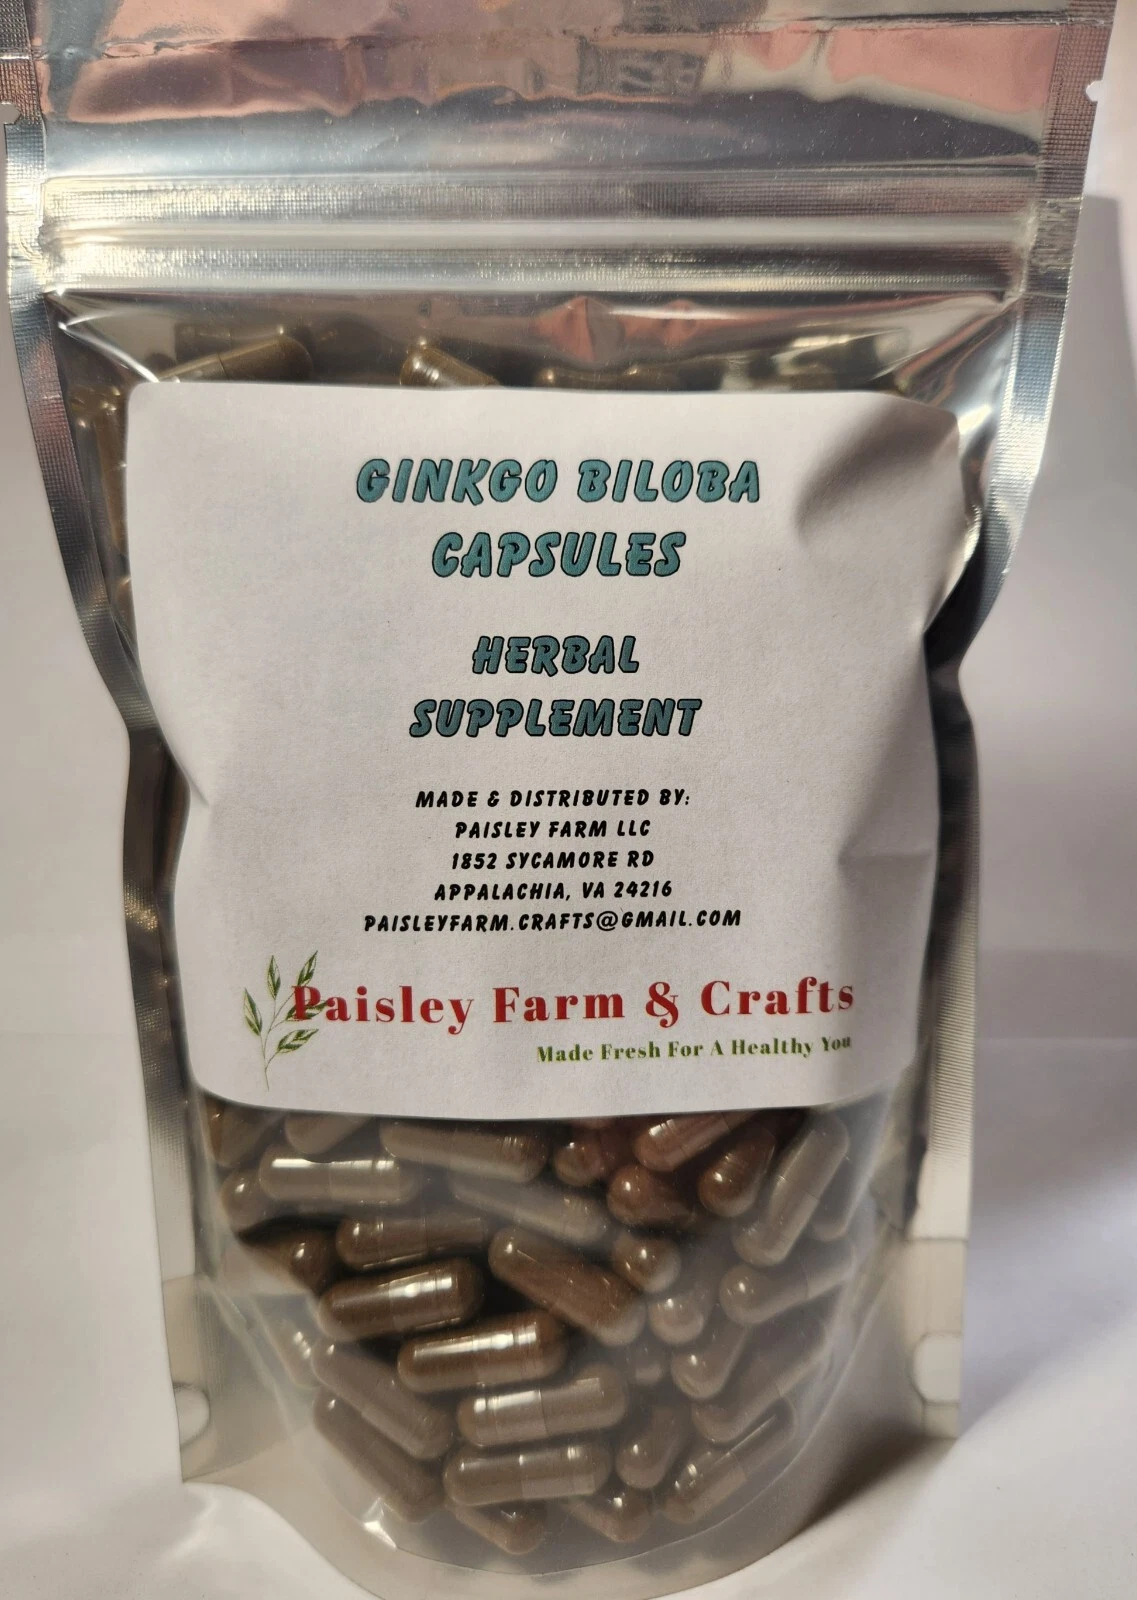 GINKGO BILOBA
CAPSULES
HERBAL
SUPPLEMENT
MADE & DISTRIBUTED BY:
PAISLEY FARM LLC
1852 SYCAMORE RD
APPALACHIA, VA 24216
PAISLEYFARM.CRAFTS@GMAIL.COM
Paisley Farm & Crafts
Made Fresh For A Healthy You